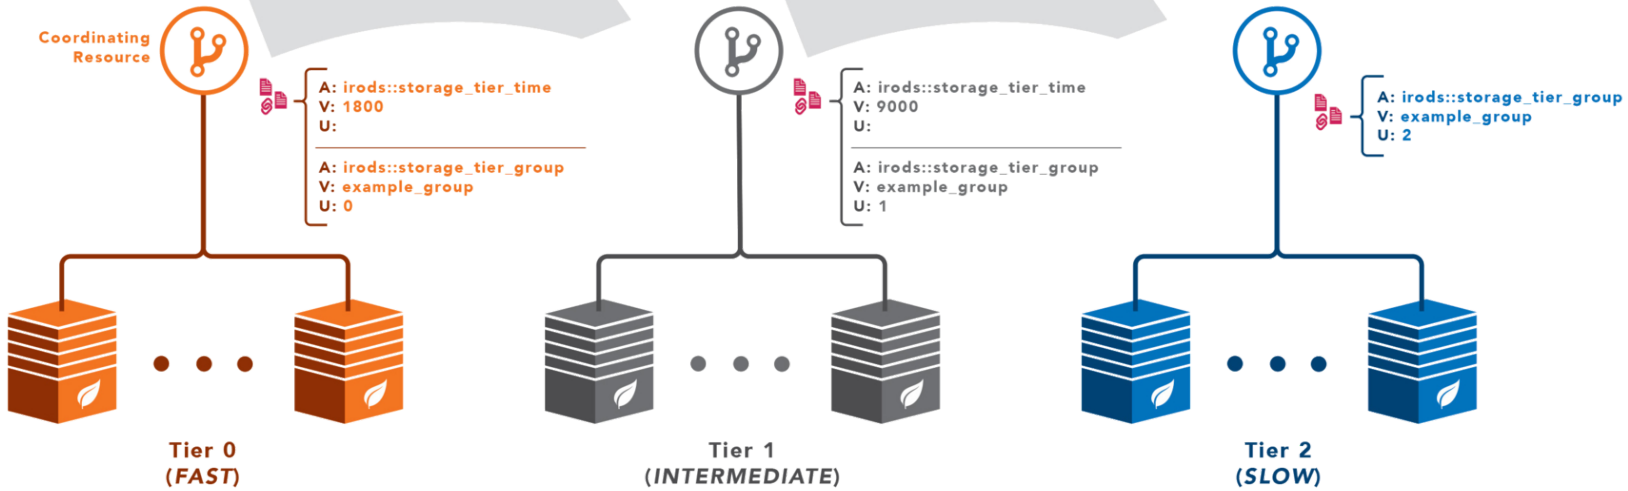 Coordinating
Resource
A: irods::storage_tier_time
V: 1800
U:
A: irods::storage_tier_group
V: example_group
U: 0
A: irods::storage_tier_time
V: 9000
U:
A: irods::storage_tier_group
V: example_group
U: 1
A: irods::storage_tier_group
V: example_group
U: 2
Tier 0
(FAST)
Tier 1
(INTERMEDIATE)
Tier 2
(SLOW)